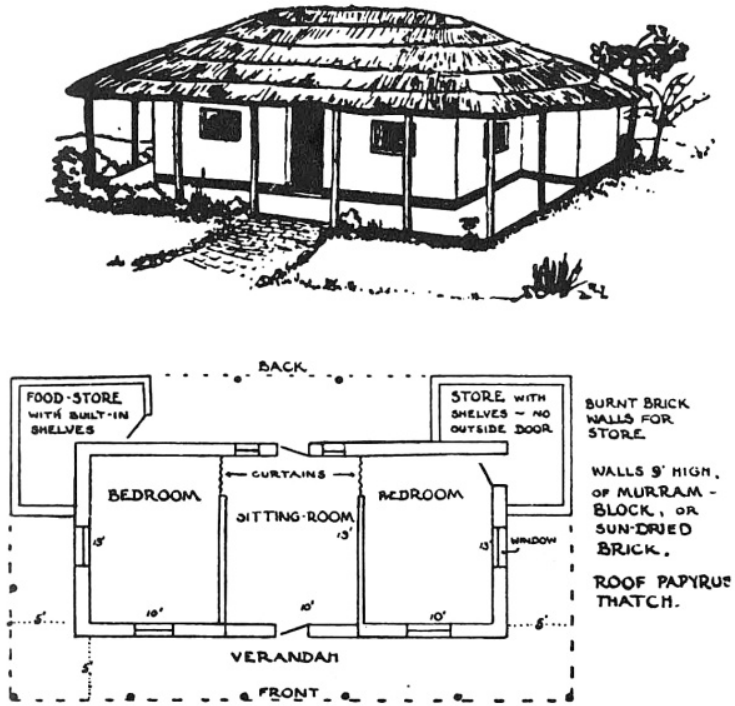 BACK
FOOD-STORE
WITH BUILT-IN
SHELVES
STORE WITH
SHELVES ~ NO
OUTSIDE DOOR
BURNT BRICK
WALLS FOR
STORE
WALLS 9' HIGH,
OF MURRAM -
BLOCK, OR
SUN-DRIED
BRICK.
ROOF PAPYRUS
THATCH.
← CURTAINS →
BEDROOM
SITTING-ROOM
BEDROOM
13'
13'
13'
WINDOW
10'
10'
10'
5'
5'
5'
VERANDAH
FRONT